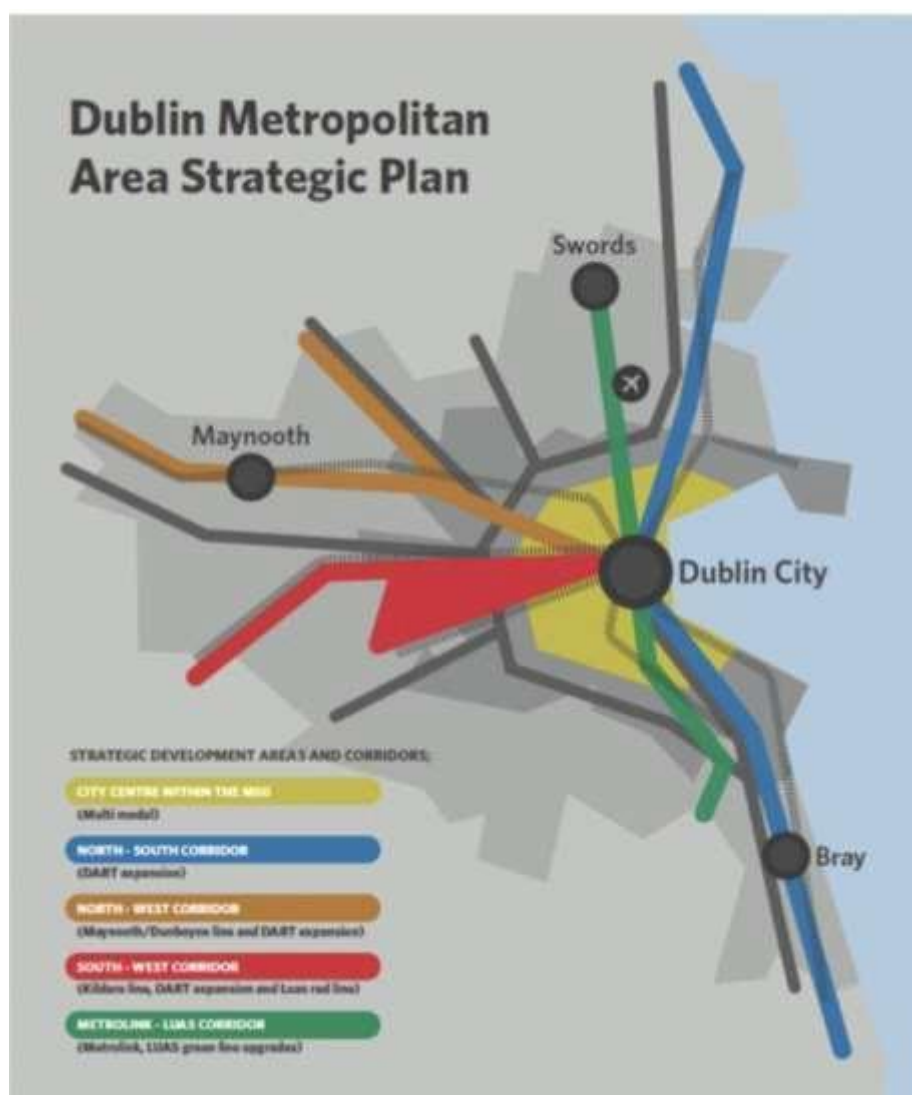 Dublin Metropolitan
Area Strategic Plan
Swords
Maynooth
Dublin City
Bray
STRATEGIC DEVELOPMENT AREAS AND CORRIDORS:
CITY CENTRE WITHIN THE M50
(Multi modal)
NORTH - SOUTH CORRIDOR
(DART expansion)
NORTH - WEST CORRIDOR
(Maynooth/Dunboyne line and DART expansion)
SOUTH - WEST CORRIDOR
(Kildare line, DART expansion and Luas red line)
METROLINK - LUAS CORRIDOR
(Metrolink, LUAS green line upgrades)